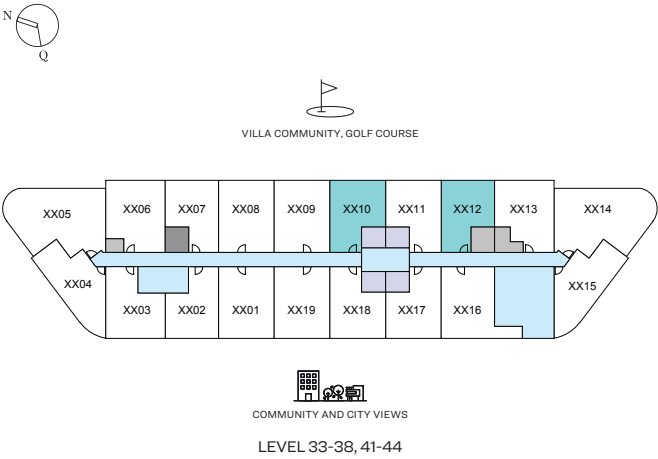 N
Q
VILLA COMMUNITY, GOLF COURSE
XX05 XX06 XX07 XX08 XX09 XX10 XX11 XX12 XX13 XX14
XX04 XX15
XX03 XX02 XX01 XX19 XX18 XX17 XX16
COMMUNITY AND CITY VIEWS
LEVEL 33-38, 41-44